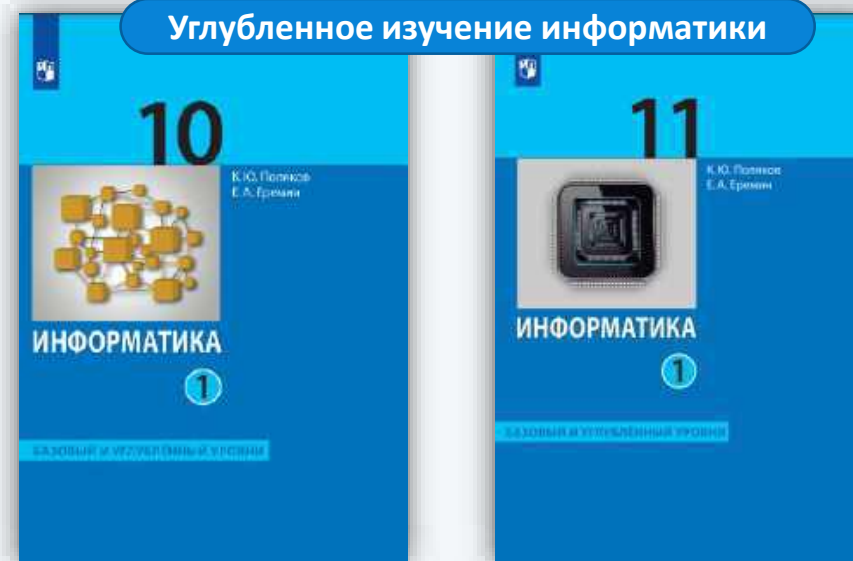 Углубленное изучение информатики
10
К.Ю. Поляков
Е.А. Еремин
ИНФОРМАТИКА
1
БАЗОВЫЙ И УГЛУБЛЁННЫЙ УРОВНИ
11
К.Ю. Поляков
Е.А. Еремин
ИНФОРМАТИКА
1
БАЗОВЫЙ И УГЛУБЛЁННЫЙ УРОВНИ